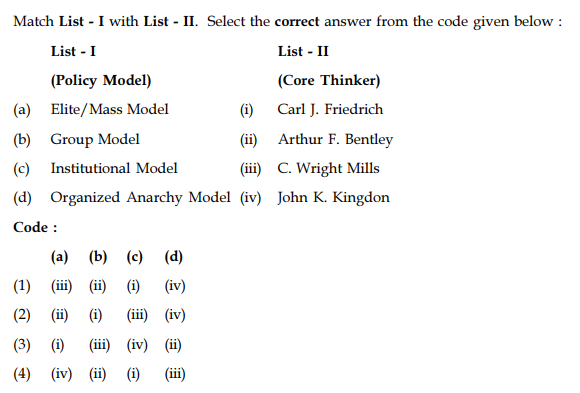 Match List - I with List - II. Select the correct answer from the code given below :
List - I List - II
(Policy Model) (Core Thinker)
(a) Elite/Mass Model (i) Carl J. Friedrich
(b) Group Model (ii) Arthur F. Bentley
(c) Institutional Model (iii) C. Wright Mills
(d) Organized Anarchy Model (iv) John K. Kingdon
Code :
(a) (b) (c) (d)
(1) (iii) (ii) (i) (iv)
(2) (ii) (i) (iii) (iv)
(3) (i) (iii) (iv) (ii)
(4) (iv) (ii) (i) (iii)